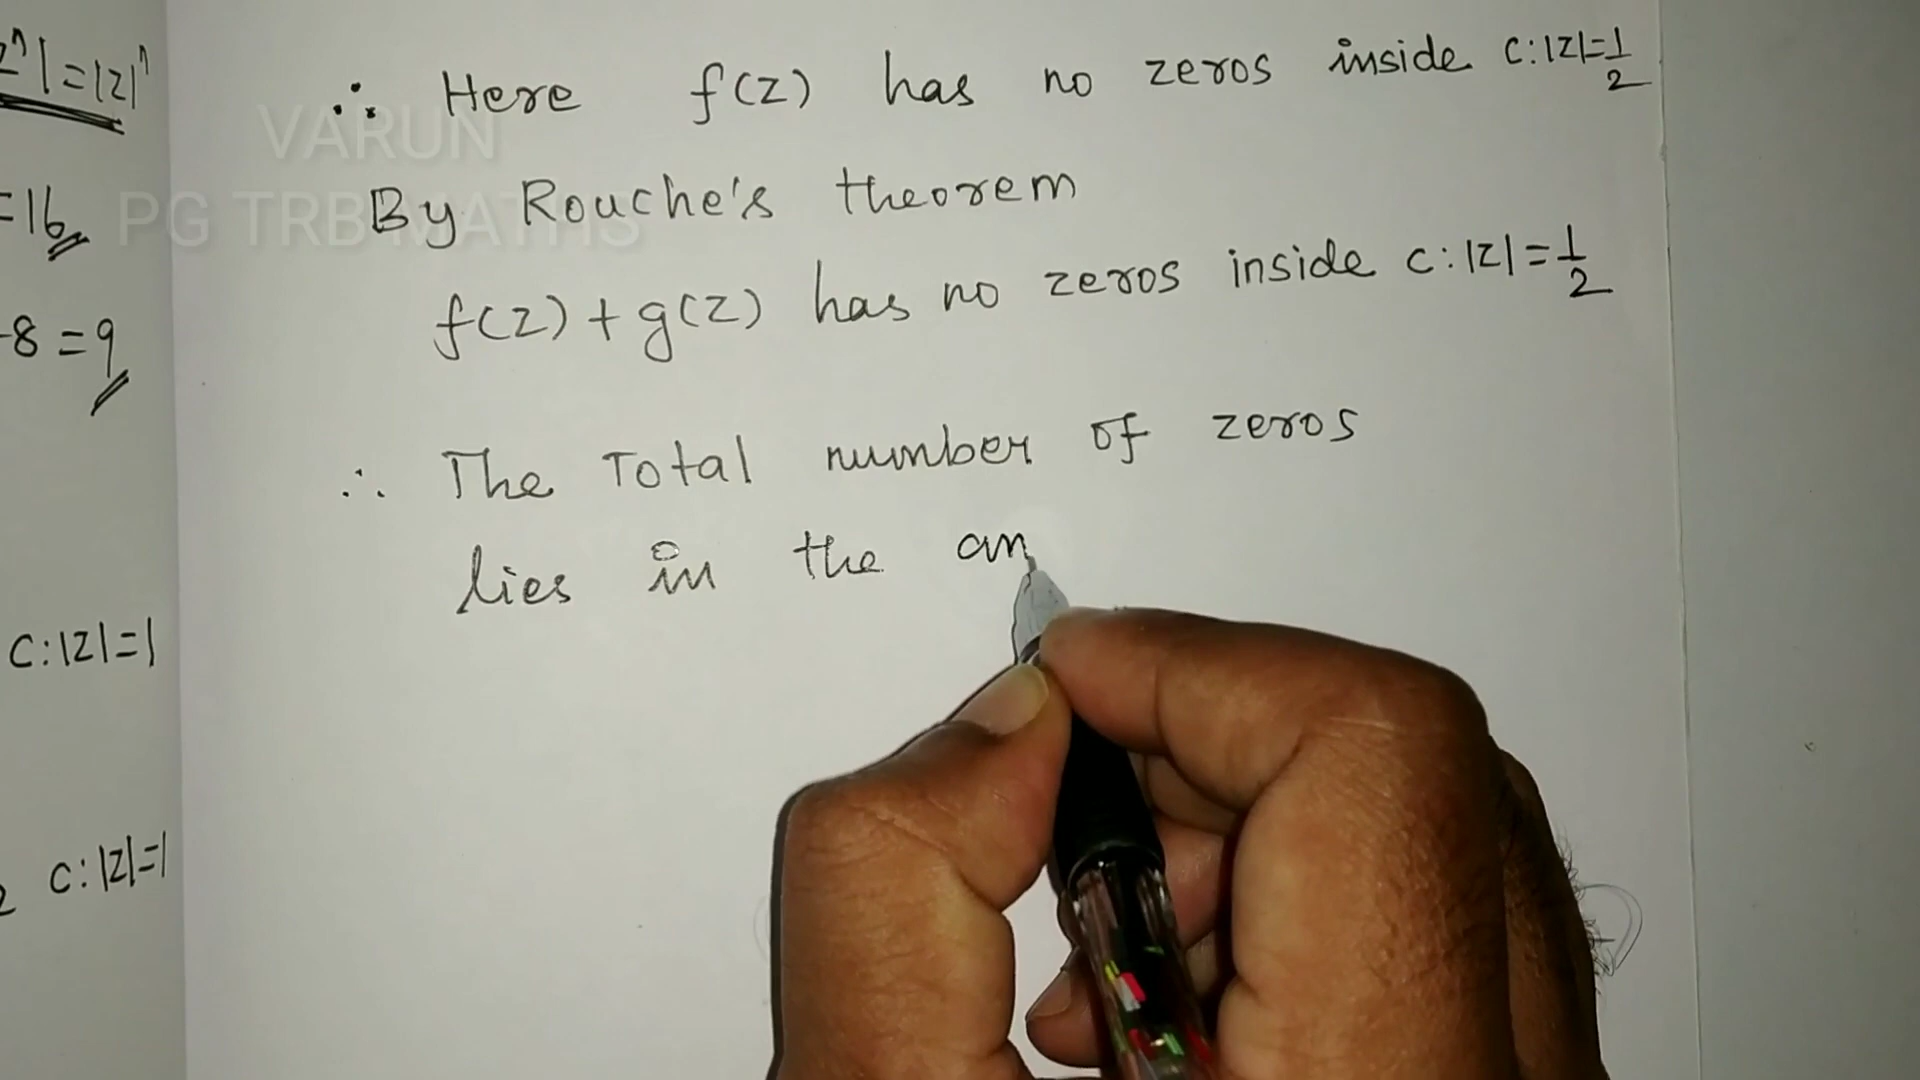 z^n|=|z|^n
∴ Here f(z) has no zeros inside C:|z|=1/2
VARUN
=16
PG TRB MATHS
By Rouche's theorem
-8=9
f(z)+g(z) has no zeros inside C:|z|=1/2
∴ The Total number of zeros
lies in the an
C:|z|=1
2 C:|z|=1